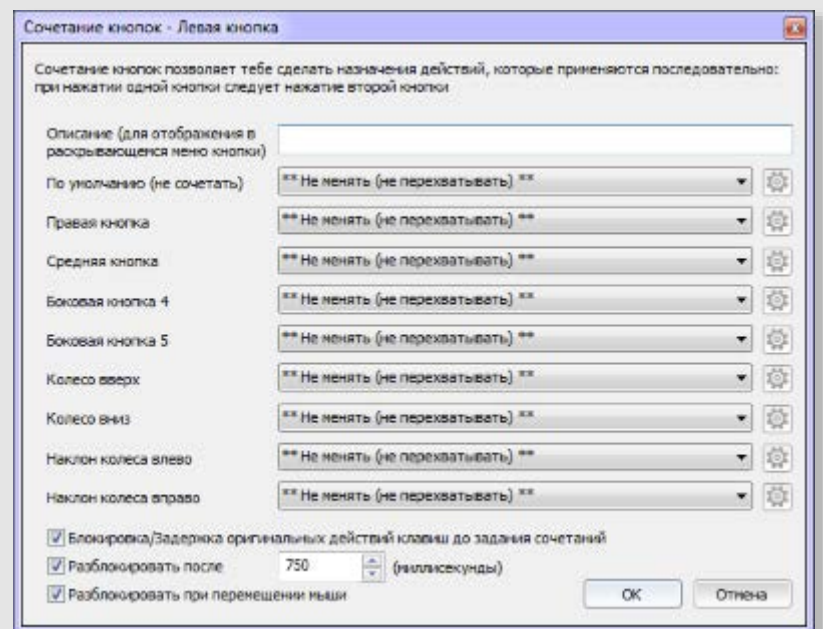 Сочетание кнопок - Левая кнопка
Сочетание кнопок позволяет тебе сделать назначения действий, которые применяются последовательно:
при нажатии одной кнопки следует нажатие второй кнопки
Описание (для отображения в
раскрывающемся меню кнопки)
По умолчанию (не сочетать) ** Не менять (не перехватывать) **
Правая кнопка ** Не менять (не перехватывать) **
Средняя кнопка ** Не менять (не перехватывать) **
Боковая кнопка 4 ** Не менять (не перехватывать) **
Боковая кнопка 5 ** Не менять (не перехватывать) **
Колесо вверх ** Не менять (не перехватывать) **
Колесо вниз ** Не менять (не перехватывать) **
Наклон колеса влево ** Не менять (не перехватывать) **
Наклон колеса вправо ** Не менять (не перехватывать) **
Блокировка/Задержка оригинальных действий клавиш до задания сочетаний
Разблокировать после 750 (миллисекунды)
Разблокировать при перемещении мыши OK Отмена